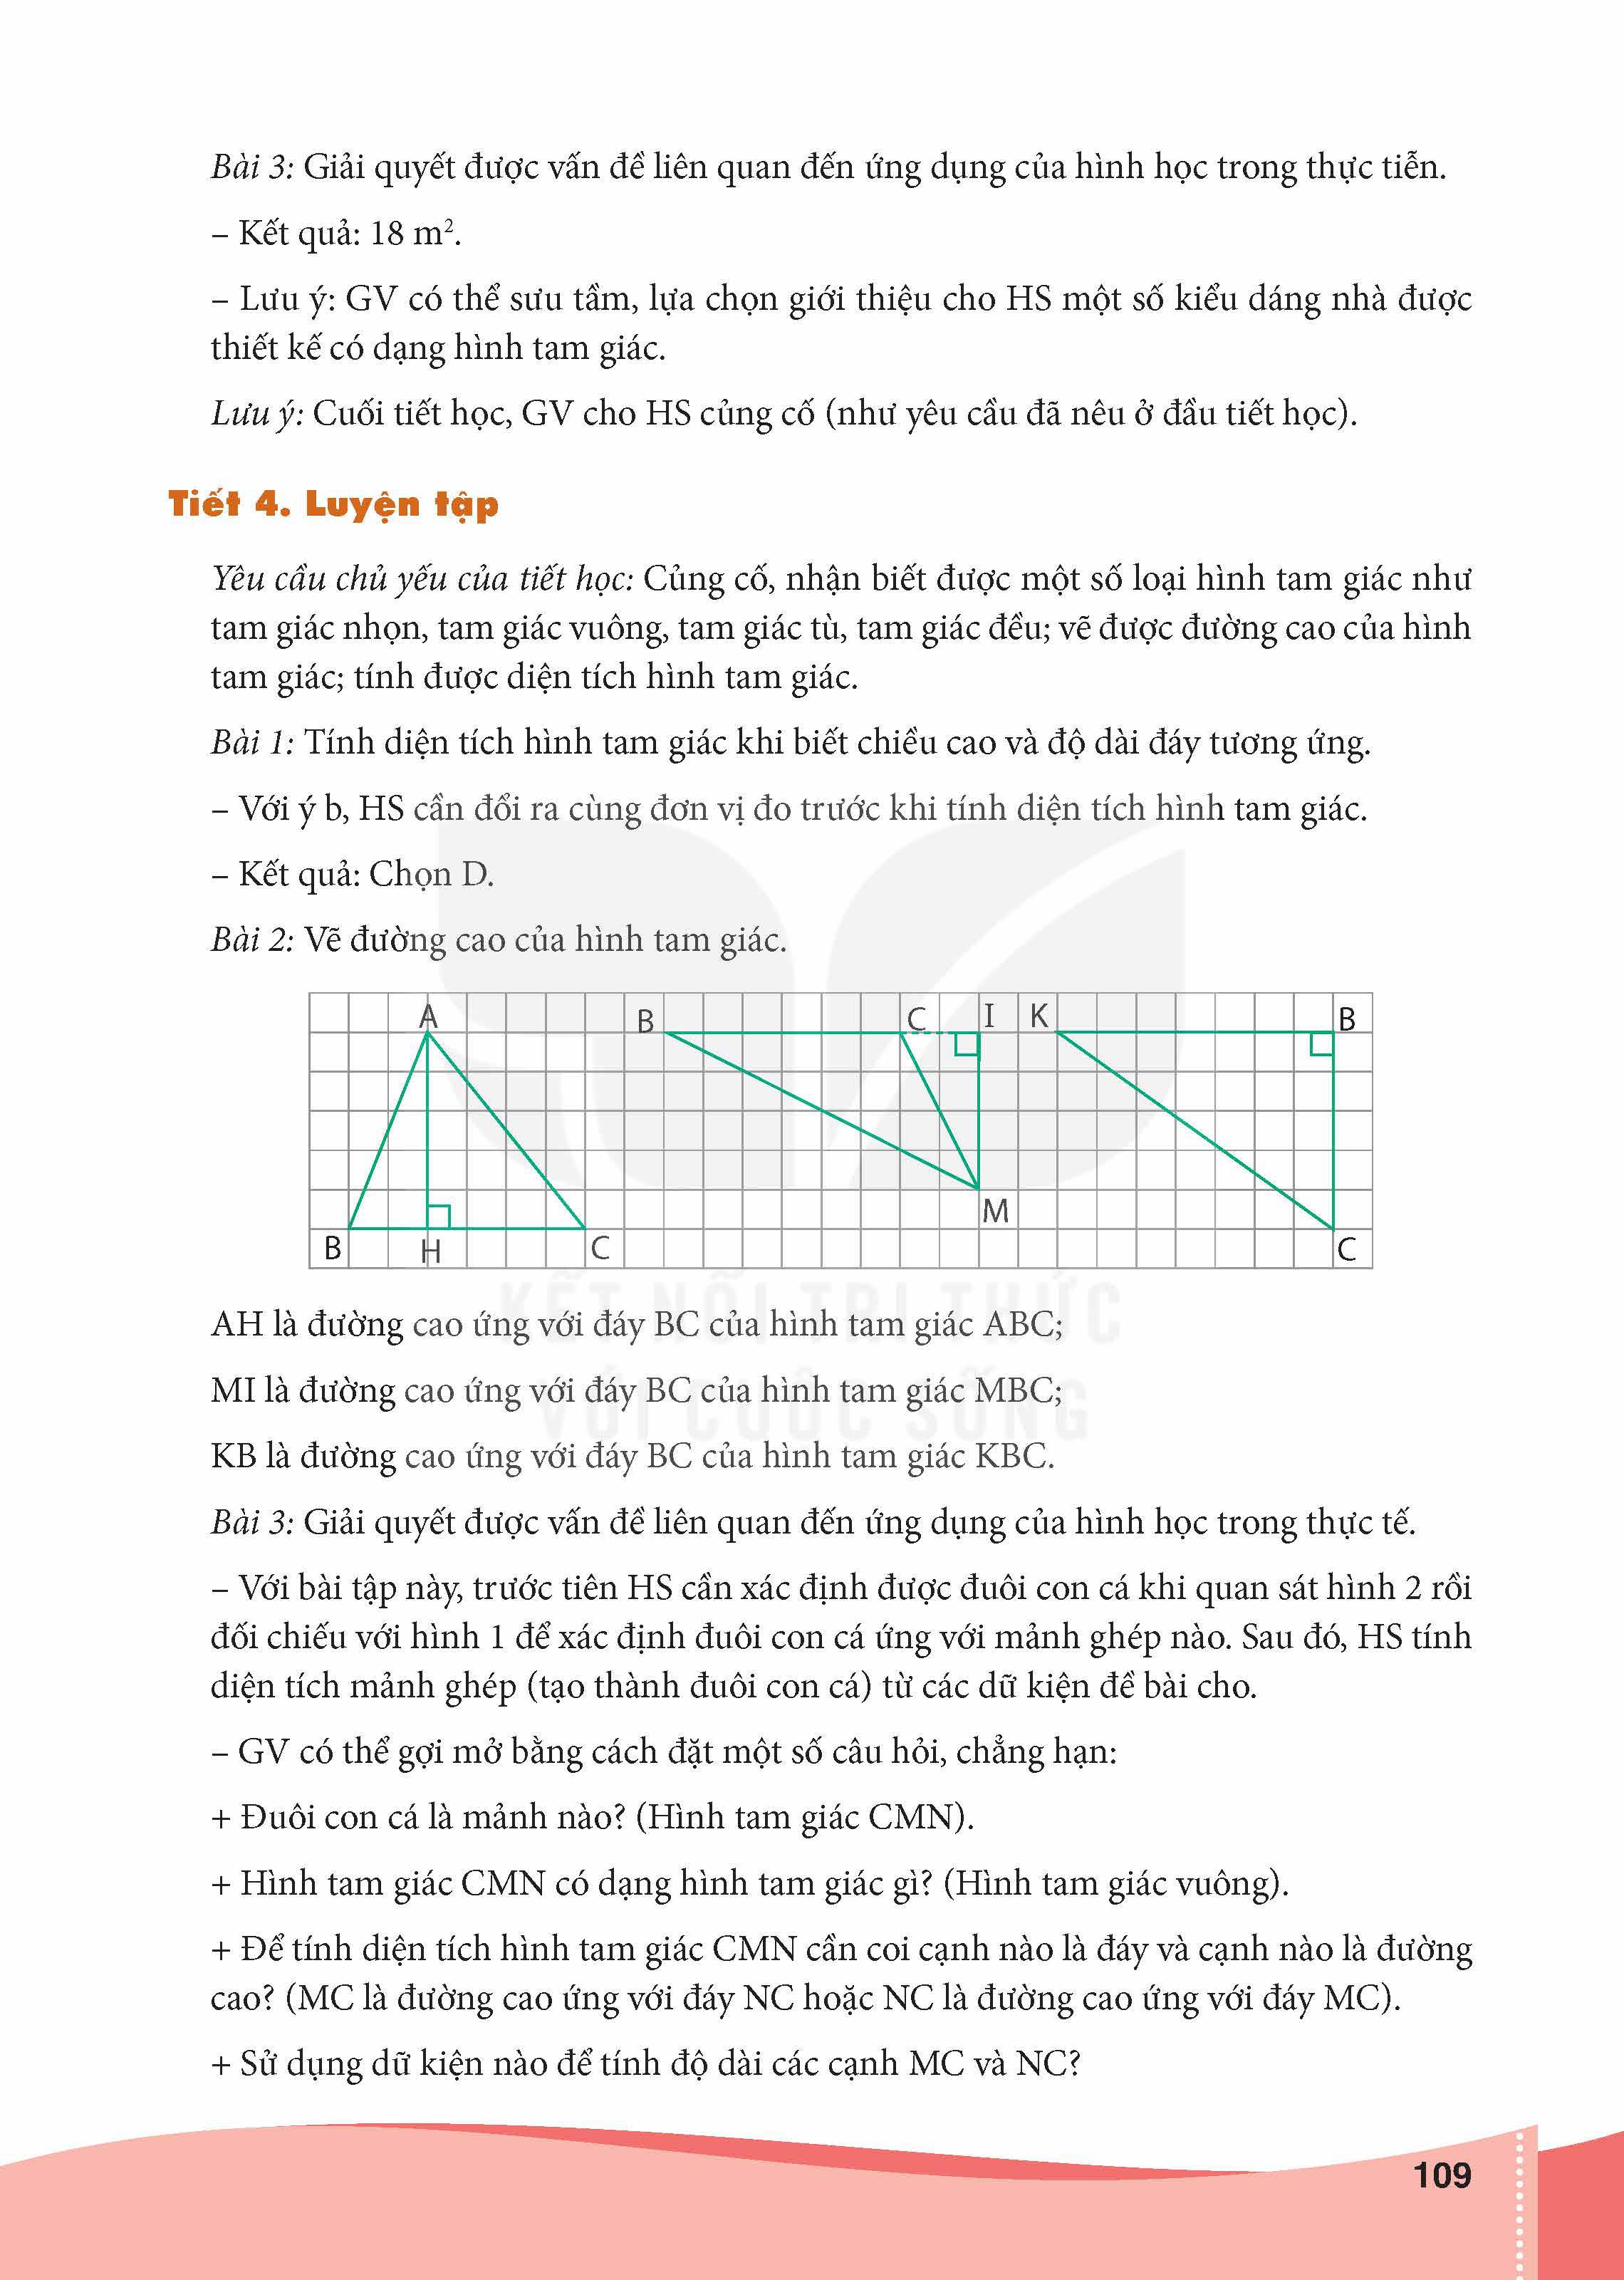 Bài 3: Giải quyết được vấn đề liên quan đến ứng dụng của hình học trong thực tiễn.
– Kết quả: 18 m².
– Lưu ý: GV có thể sưu tầm, lựa chọn giới thiệu cho HS một số kiểu dáng nhà được
thiết kế có dạng hình tam giác.
Lưu ý: Cuối tiết học, GV cho HS củng cố (như yêu cầu đã nêu ở đầu tiết học).
Tiết 4. Luyện tập
Yêu cầu chủ yếu của tiết học: Củng cố, nhận biết được một số loại hình tam giác như
tam giác nhọn, tam giác vuông, tam giác tù, tam giác đều; vẽ được đường cao của hình
tam giác; tính được diện tích hình tam giác.
Bài 1: Tính diện tích hình tam giác khi biết chiều cao và độ dài đáy tương ứng.
– Với ý b, HS cần đổi ra cùng đơn vị đo trước khi tính diện tích hình tam giác.
– Kết quả: Chọn D.
Bài 2: Vẽ đường cao của hình tam giác.
A B C I K B
M
B H C C
KẾT NỐI TRI THỨC
VỚI CUỘC SỐNG
AH là đường cao ứng với đáy BC của hình tam giác ABC;
MI là đường cao ứng với đáy BC của hình tam giác MBC;
KB là đường cao ứng với đáy BC của hình tam giác KBC.
Bài 3: Giải quyết được vấn đề liên quan đến ứng dụng của hình học trong thực tế.
– Với bài tập này, trước tiên HS cần xác định được đuôi con cá khi quan sát hình 2 rồi
đối chiếu với hình 1 để xác định đuôi con cá ứng với mảnh ghép nào. Sau đó, HS tính
diện tích mảnh ghép (tạo thành đuôi con cá) từ các dữ kiện đề bài cho.
– GV có thể gợi mở bằng cách đặt một số câu hỏi, chẳng hạn:
+ Đuôi con cá là mảnh nào? (Hình tam giác CMN).
+ Hình tam giác CMN có dạng hình tam giác gì? (Hình tam giác vuông).
+ Để tính diện tích hình tam giác CMN cần coi cạnh nào là đáy và cạnh nào là đường
cao? (MC là đường cao ứng với đáy NC hoặc NC là đường cao ứng với đáy MC).
+ Sử dụng dữ kiện nào để tính độ dài các cạnh MC và NC?
109